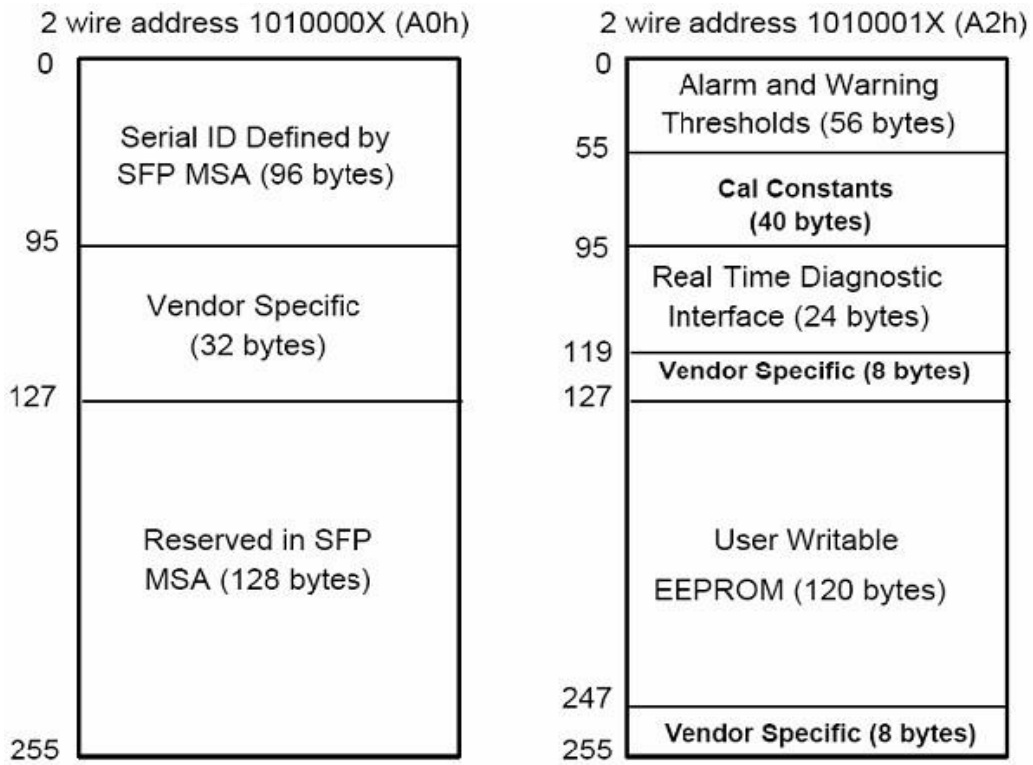 2 wire address 1010000X (A0h)
0
Serial ID Defined by
SFP MSA (96 bytes)
95
Vendor Specific
(32 bytes)
127
Reserved in SFP
MSA (128 bytes)
255
2 wire address 1010001X (A2h)
0
Alarm and Warning
Thresholds (56 bytes)
55
Cal Constants
(40 bytes)
95
Real Time Diagnostic
Interface (24 bytes)
119
Vendor Specific (8 bytes)
127
User Writable
EEPROM (120 bytes)
247
Vendor Specific (8 bytes)
255